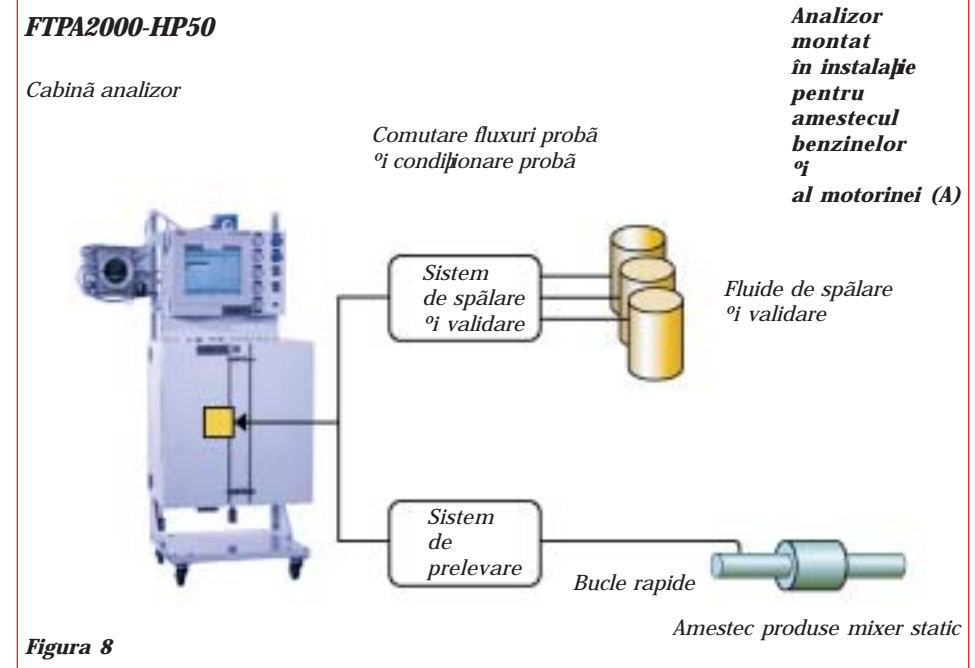 FTPA2000-HP50
Analizor
montat
în instalaþie
pentru
amestecul
benzinelor
ºi
al motorinei (A)
Cabinã analizor
Comutare fluxuri probã
ºi condiþionare probã
Sistem
de spãlare
ºi validare
Fluide de spãlare
ºi validare
Sistem
de
prelevare
Bucle rapide
Amestec produse mixer static
Figura 8